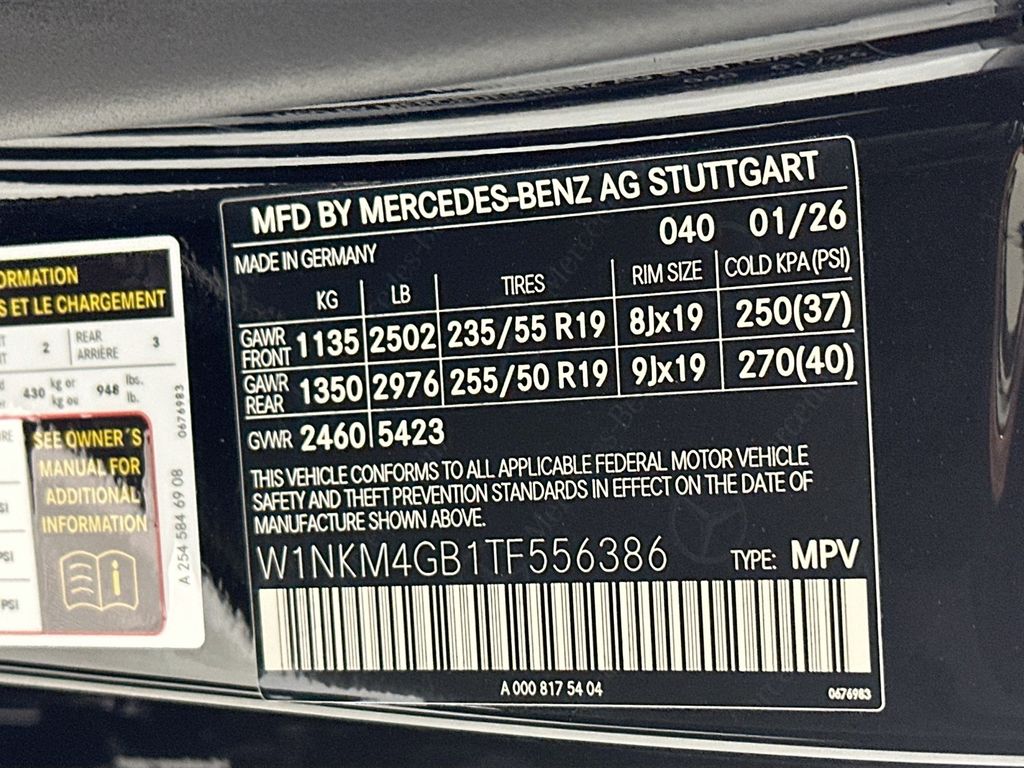 MFD BY MERCEDES-BENZ AG STUTTGART
MADE IN GERMANY 040 01/26
KG LB TIRES RIM SIZE COLD KPA(PSI)
GAWR FRONT 1135 2502 235/55 R19 8Jx19 250(37)
GAWR REAR 1350 2976 255/50 R19 9Jx19 270(40)
GVWR 2460 5423
THIS VEHICLE CONFORMS TO ALL APPLICABLE FEDERAL MOTOR VEHICLE
SAFETY AND THEFT PREVENTION STANDARDS IN EFFECT ON THE DATE OF
MANUFACTURE SHOWN ABOVE.
W1NKM4GB1TF556386 TYPE: MPV
A 000 817 54 04 0676983
ET LE CHARGEMENT
2 REAR ARRIÈRE 3
430 kg or kg ou 948 lbs. lb.
SEE OWNER´S
MANUAL FOR
ADDITIONAL
INFORMATION
i
PSI
A 254 584 69 08 0676983